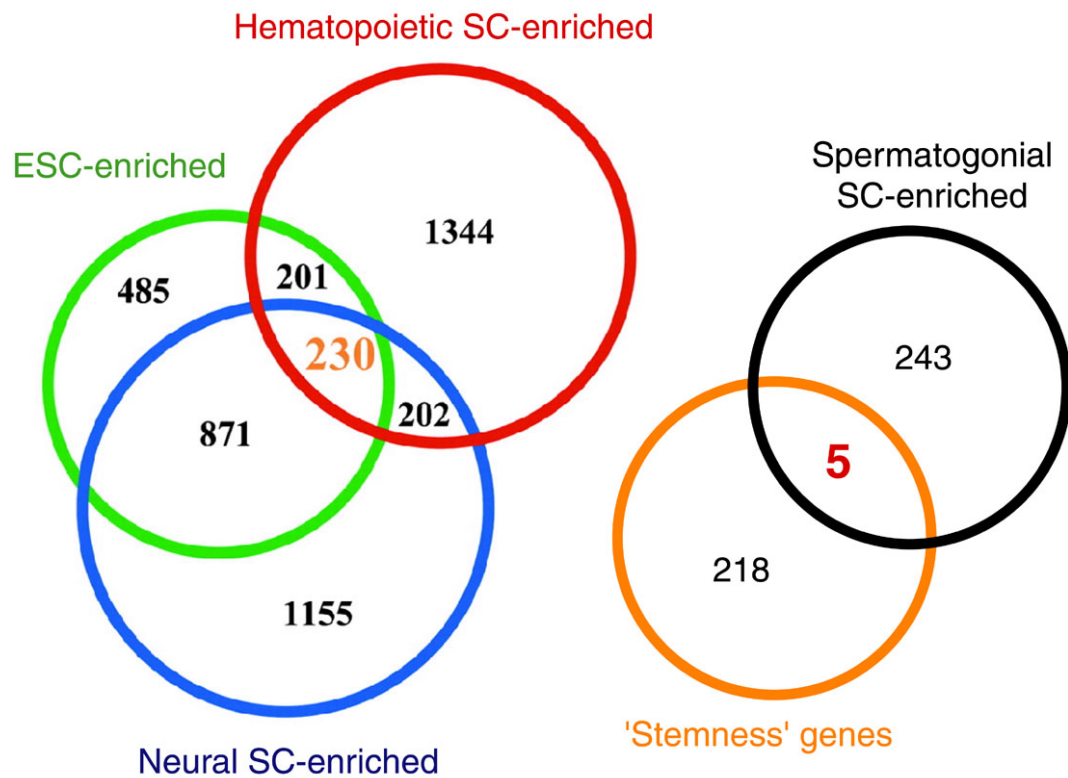 Hematopoietic SC-enriched
ESC-enriched
1344
485
201
230
202
871
1155
Neural SC-enriched
Spermatogonial
SC-enriched
243
5
218
'Stemness' genes